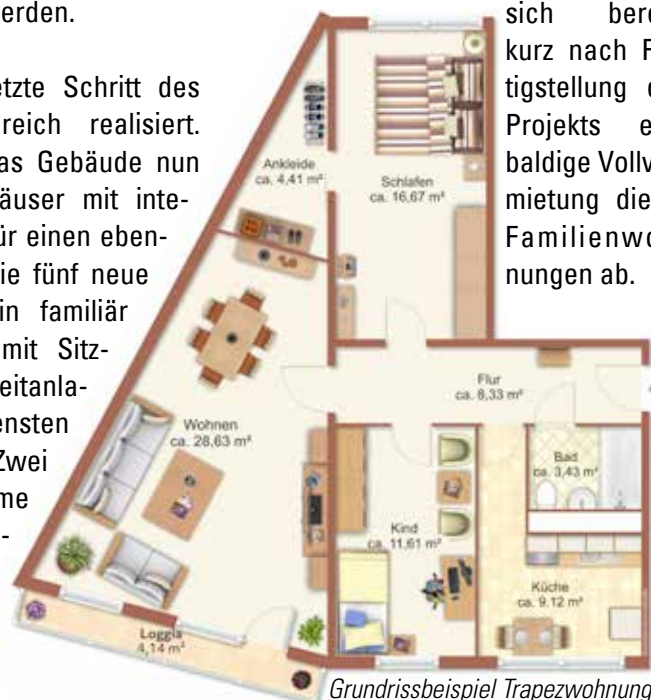 erden.
etzte Schritt des
reich realisiert.
as Gebäude nun
äuser mit inte-
ür einen eben-
ie fünf neue
in familiär
mit Sitz-
eitanla-
ensten
Zwei
me
-
sich bere
kurz nach F
tigstellung d
Projekts e
baldige Vollv
mietung die
Familienwo
nungen ab.
Ankleide
ca. 4,41 m²
Schlafen
ca. 16,67 m²
Flur
ca. 8,33 m²
Wohnen
ca. 28,63 m²
Bad
ca. 3,43 m²
Kind
ca. 11,61 m²
Küche
ca. 9,12 m²
Loggia
4,14 m²
Grundrissbeispiel Trapezwohnung